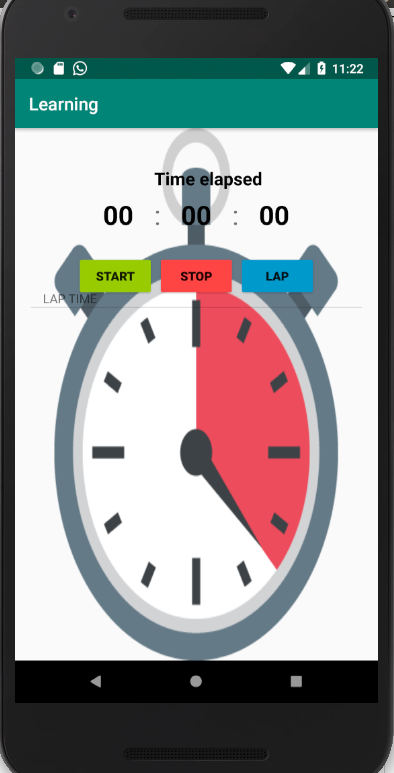 11:22
Learning
Time elapsed
00 : 00 : 00
START STOP LAP
LAP TIME